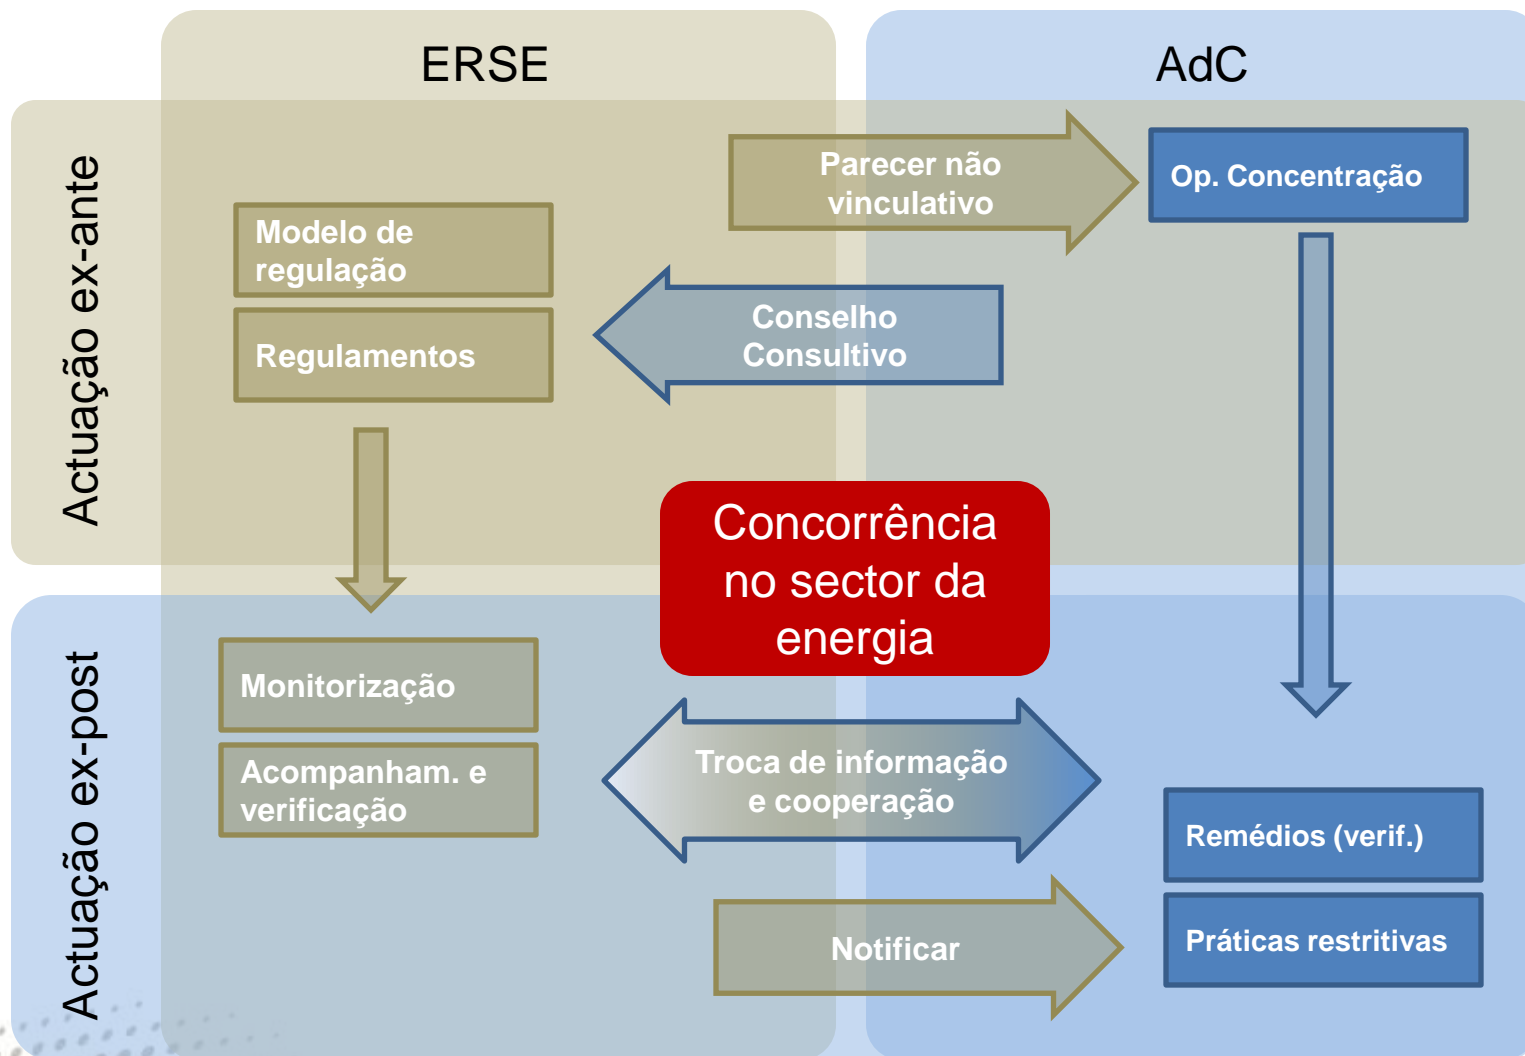 ERSE
AdC
Actuação ex-ante
Parecer não
vinculativo
Op. Concentração
Modelo de
regulação
Regulamentos
Conselho
Consultivo
Concorrência
no sector da
energia
Actuação ex-post
Monitorização
Acompanham. e
verificação
Troca de informação
e cooperação
Remédios (verif.)
Práticas restritivas
Notificar